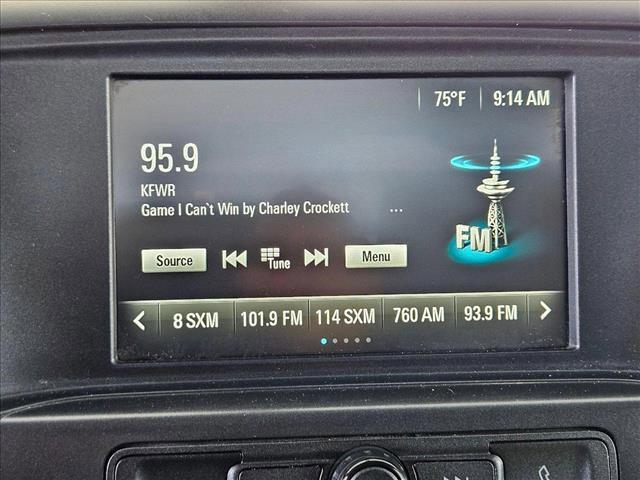 75°F 9:14 AM
95.9
KFWR
Game I Can`t Win by Charley Crockett ...
FM
Source Tune Menu
8 SXM 101.9 FM 114 SXM 760 AM 93.9 FM